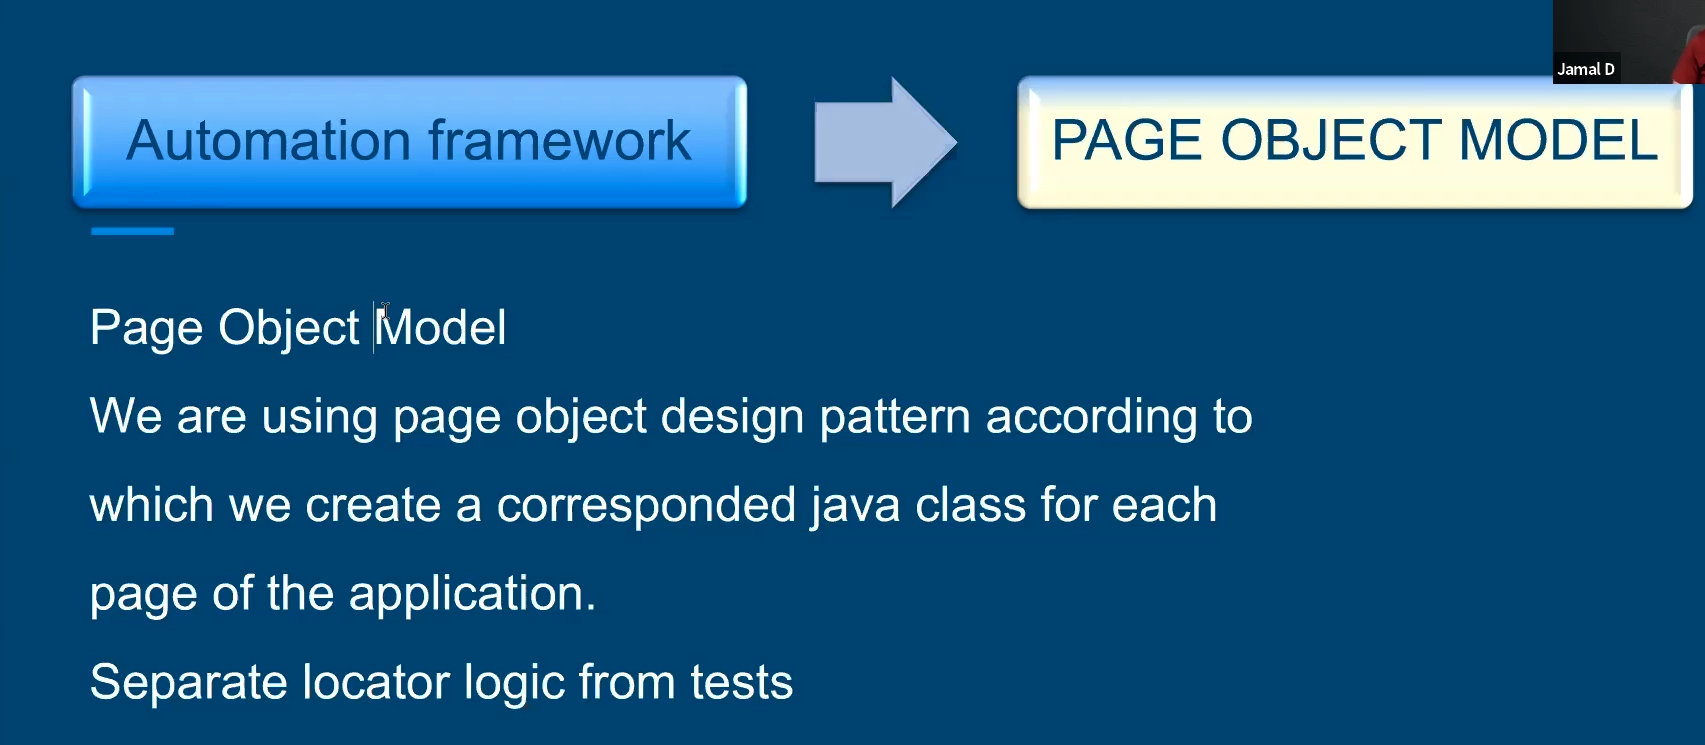 Jamal D
Automation framework
PAGE OBJECT MODEL
Page Object Model
We are using page object design pattern according to
which we create a corresponded java class for each
page of the application.
Separate locator logic from tests